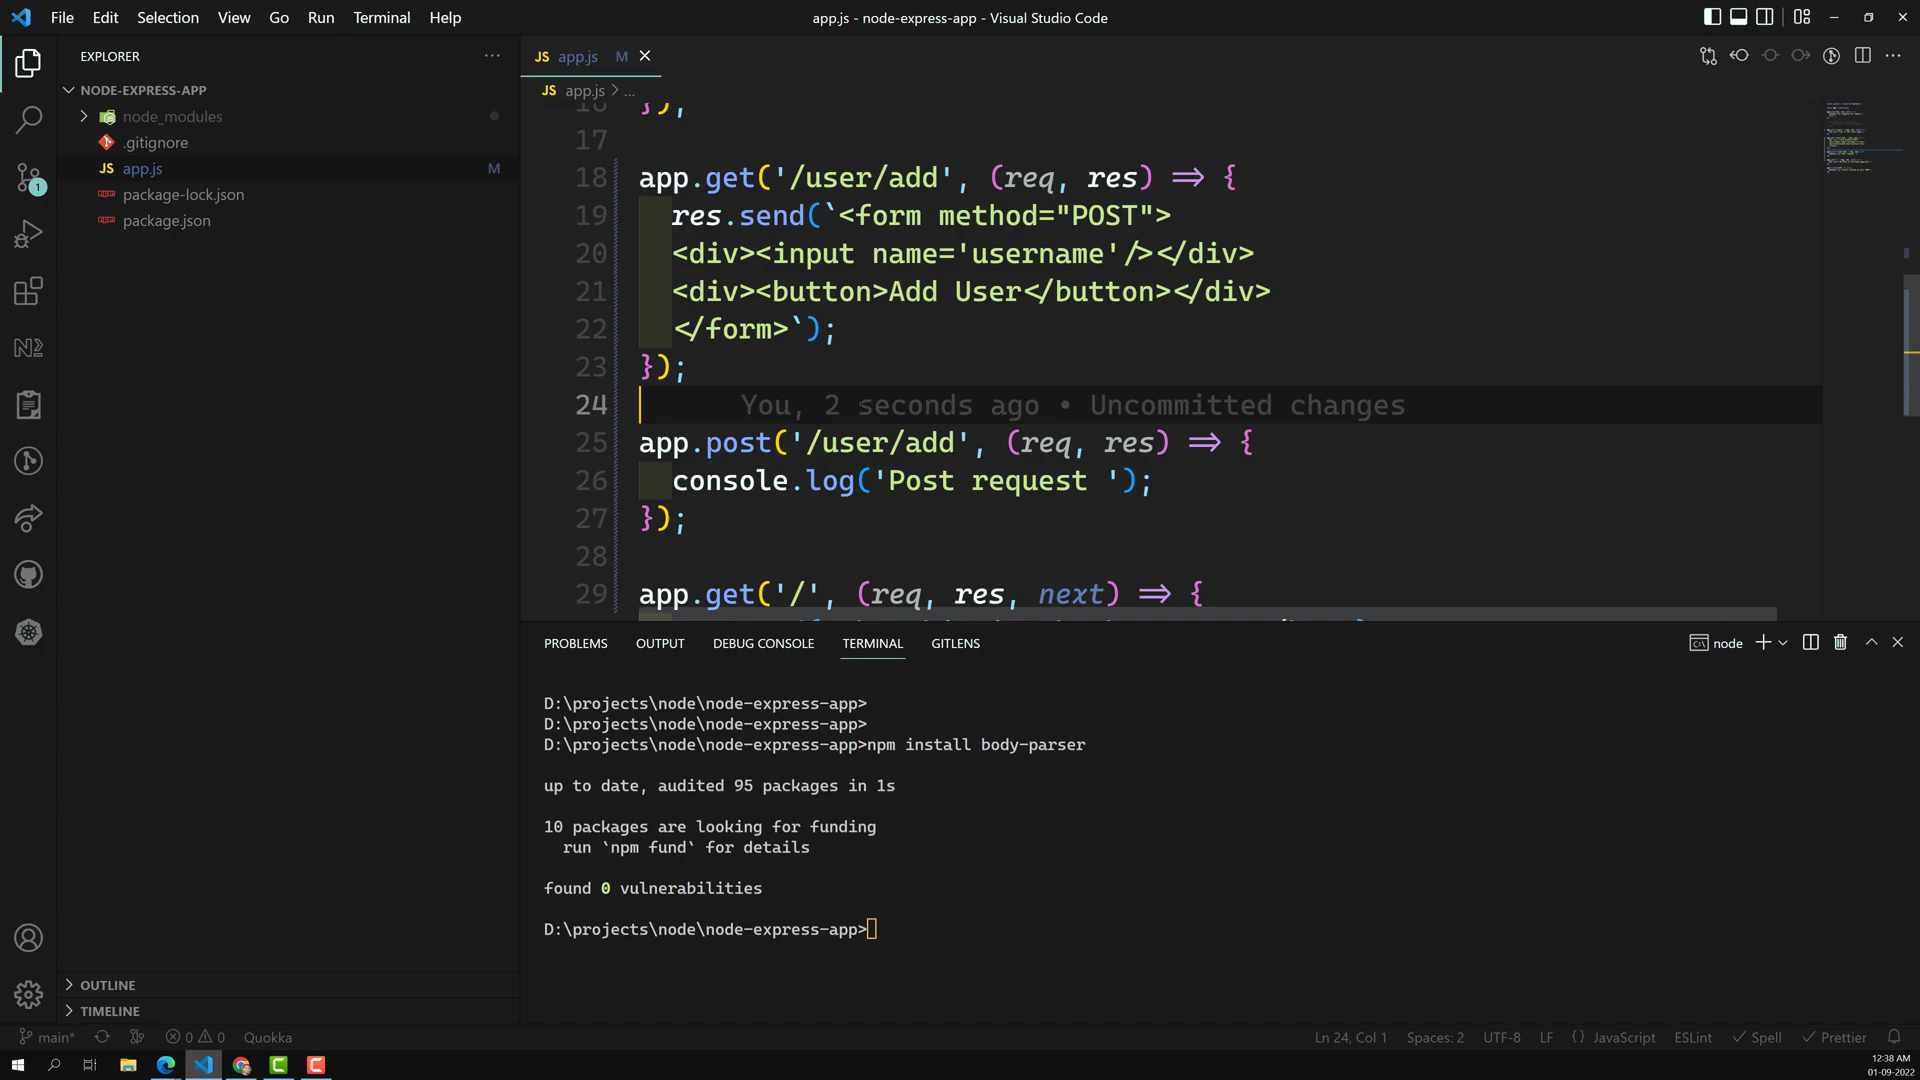 File Edit Selection View Go Run Terminal Help
app.js - node-express-app - Visual Studio Code
EXPLORER
NODE-EXPRESS-APP
node_modules
.gitignore
JS app.js M
package-lock.json
package.json
1
OUTLINE
TIMELINE
JS app.js M
JS app.js > ...
16 });
17
18 app.get('/user/add', (req, res) => {
19 res.send(`<form method="POST">
20 <div><input name='username'/></div>
21 <div><button>Add User</button></div>
22 </form>`);
23 });
24 You, 2 seconds ago • Uncommitted changes
25 app.post('/user/add', (req, res) => {
26 console.log('Post request ');
27 });
28
29 app.get('/', (req, res, next) => {
PROBLEMS OUTPUT DEBUG CONSOLE TERMINAL GITLENS
node
D:\projects\node\node-express-app>
D:\projects\node\node-express-app>
D:\projects\node\node-express-app>npm install body-parser
up to date, audited 95 packages in 1s
10 packages are looking for funding
run `npm fund` for details
found 0 vulnerabilities
D:\projects\node\node-express-app>
main* 0 0 Quokka
Ln 24, Col 1 Spaces: 2 UTF-8 LF {} JavaScript ESLint Spell Prettier
12:38 AM
01-09-2022